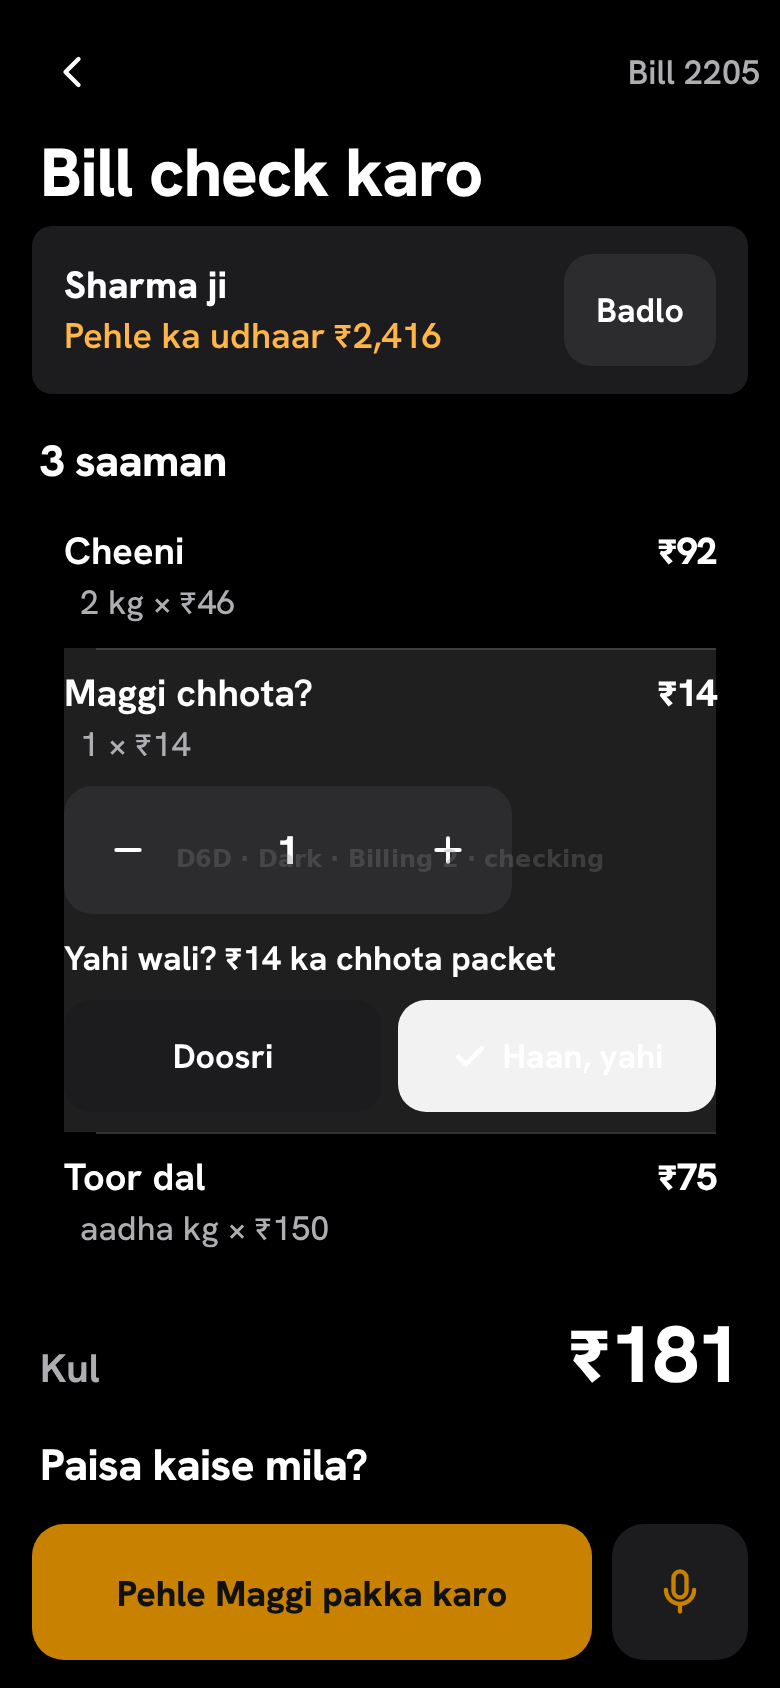 Bill 2205
Bill check karo
Sharma ji
Pehle ka udhaar ₹2,416
Badlo
3 saaman
Cheeni ₹92
2 kg × ₹46
Maggi chhota? ₹14
1 × ₹14
− 1 +
D6D · Dark · Billing 2 · checking
Yahi wali? ₹14 ka chhota packet
Doosri
Haan, yahi
Toor dal ₹75
aadha kg × ₹150
Kul ₹181
Paisa kaise mila?
Pehle Maggi pakka karo